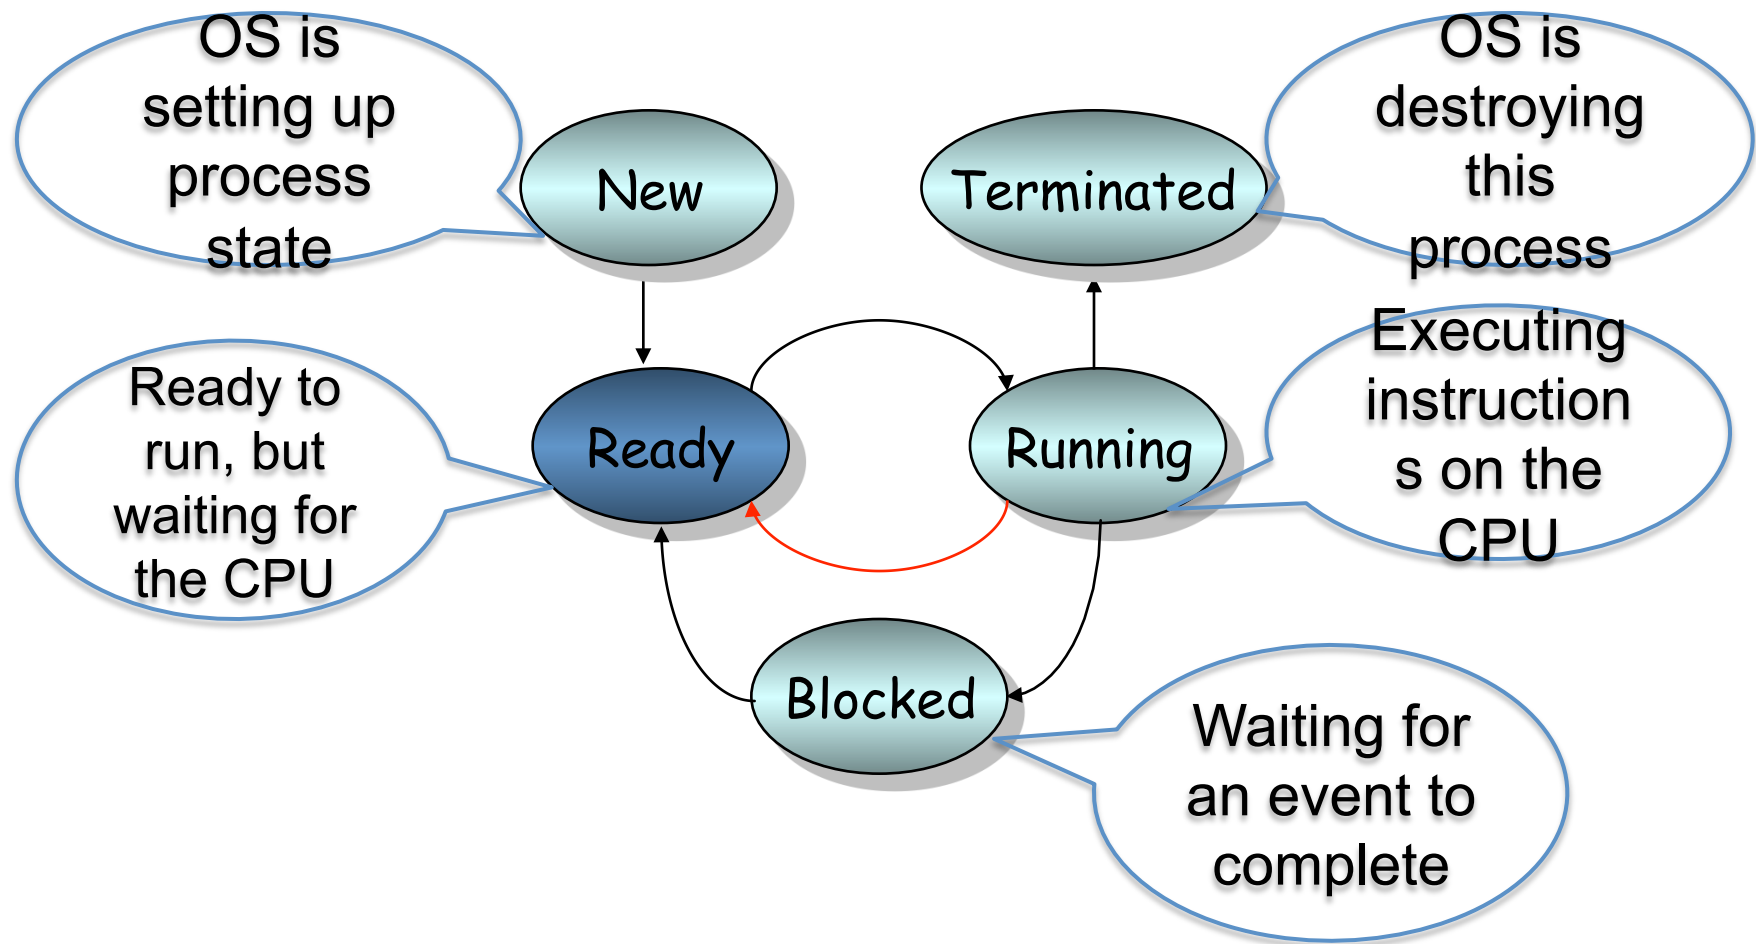 OS is
setting up
process
state
New
Terminated
OS is
destroying
this
process
Ready to
run, but
waiting for
the CPU
Ready
Running
Executing
instruction
s on the
CPU
Blocked
Waiting for
an event to
complete